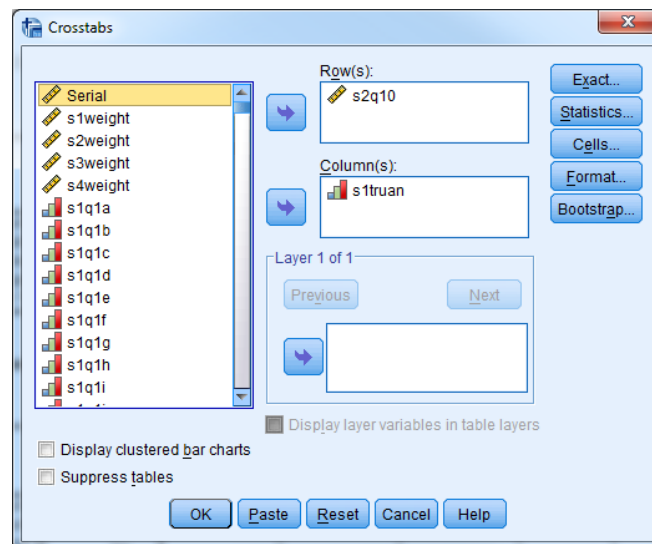 Crosstabs
Serial
s1weight
s2weight
s3weight
s4weight
s1q1a
s1q1b
s1q1c
s1q1d
s1q1e
s1q1f
s1q1g
s1q1h
s1q1i
Row(s):
s2q10
Column(s):
s1truan
Layer 1 of 1
Previous
Next
Display layer variables in table layers
Exact...
Statistics...
Cells...
Format...
Bootstrap...
Display clustered bar charts
Suppress tables
OK Paste Reset Cancel Help